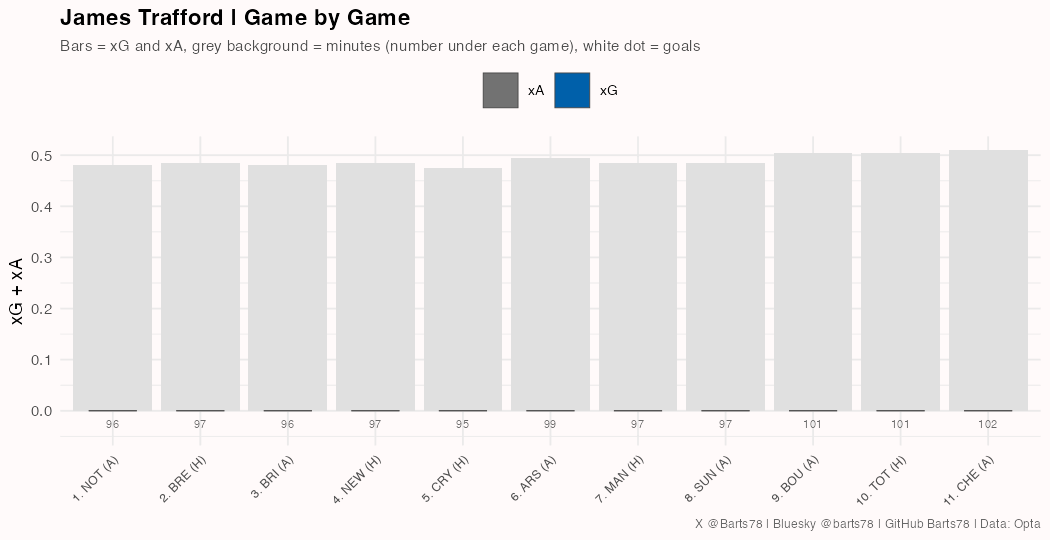 James Trafford | Game by Game
Bars = xG and xA, grey background = minutes (number under each game), white dot = goals
xA xG
xG + xA
0.5
0.4
0.3
0.2
0.1
0.0
96 97 96 97 95 99 97 97 101 101 102
1. NOT (A) 2. BRE (H) 3. BRI (A) 4. NEW (H) 5. CRY (H) 6. ARS (A) 7. MAN (H) 8. SUN (A) 9. BOU (A) 10. TOT (H) 11. CHE (A)
X @Barts78 | Bluesky @barts78 | GitHub Barts78 | Data: Opta